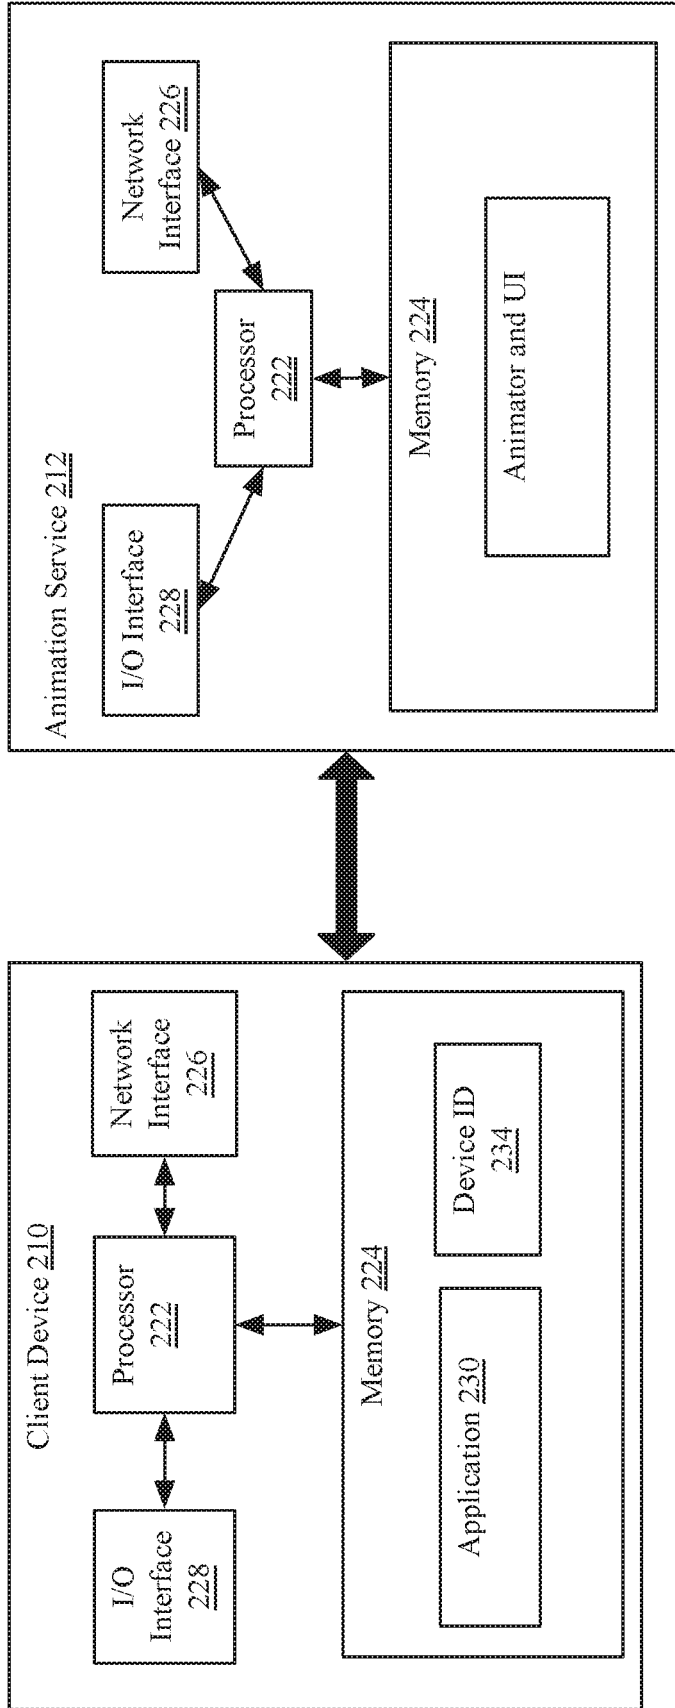 Client Device 210
I/O
Interface
228
Processor
222
Network
Interface
226
Memory 224
Application 230
Device ID
234
Animation Service 212
I/O Interface
228
Processor
222
Network
Interface 226
Memory 224
Animator and UI